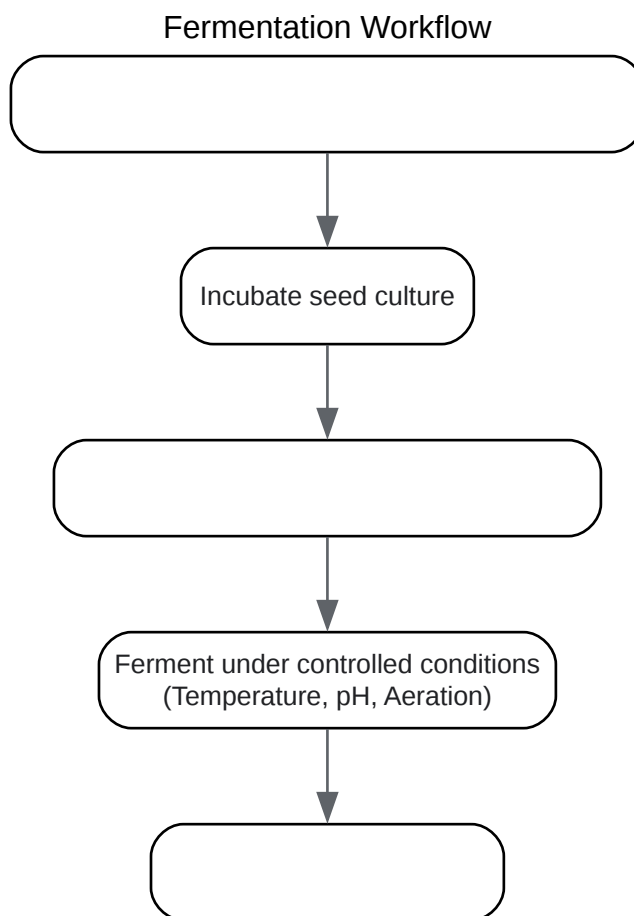 Fermentation Workflow
Incubate seed culture
Ferment under controlled conditions
(Temperature, pH, Aeration)